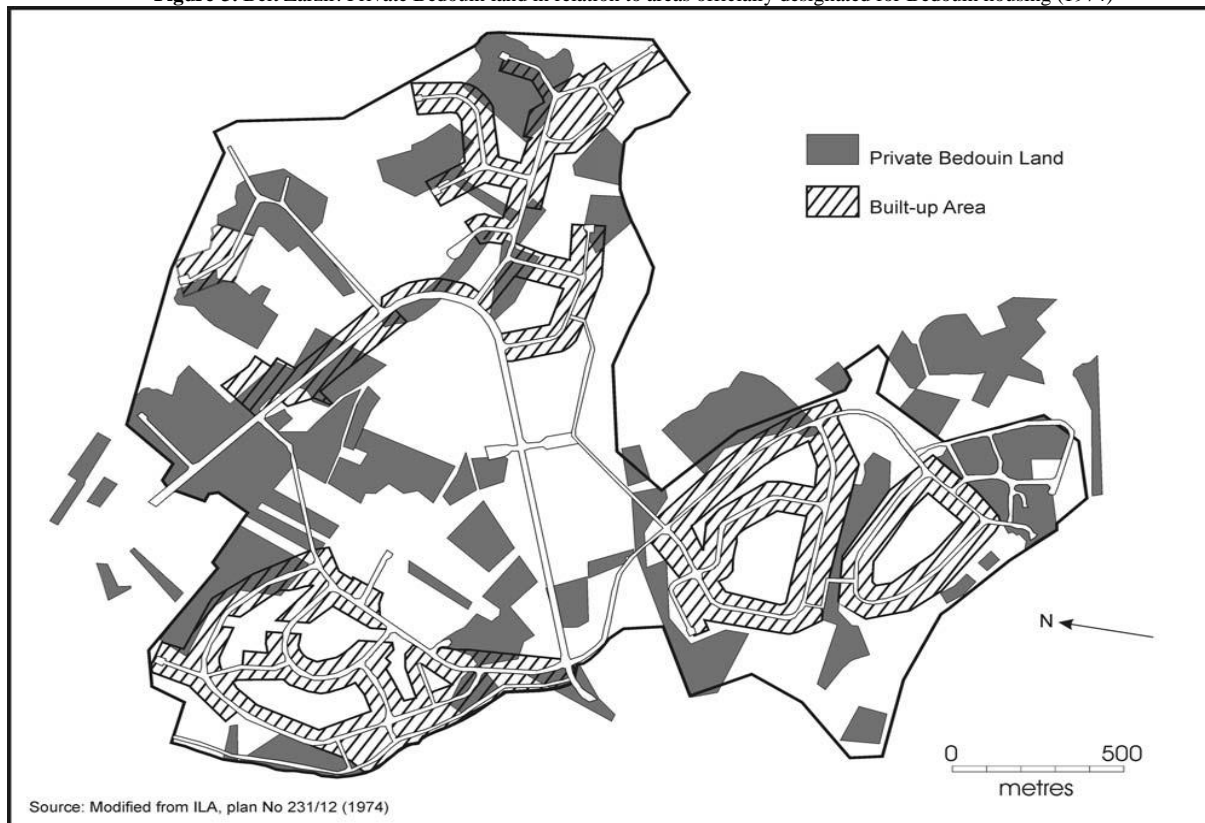 Private Bedouin Land
Built-up Area
N
0 500
metres
Source: Modified from ILA, plan No 231/12 (1974)